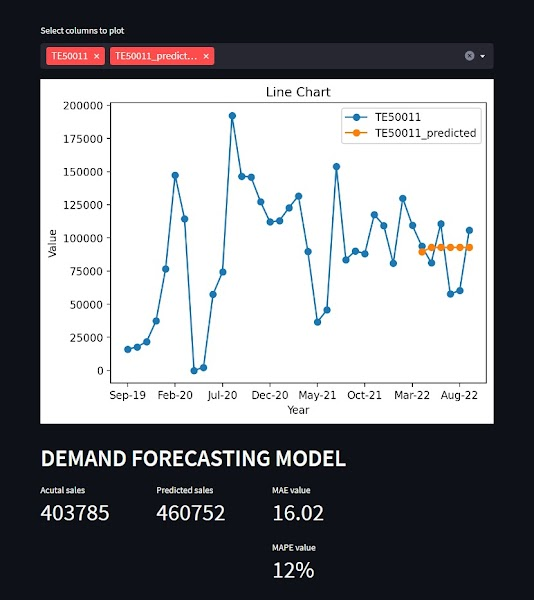 Select columns to plot
TE50011 × TE50011_predict... ×
Line Chart
TE50011
TE50011_predicted
200000
175000
150000
125000
100000
75000
50000
25000
0
Value
Sep-19 Feb-20 Jul-20 Dec-20 May-21 Oct-21 Mar-22 Aug-22
Year
DEMAND FORECASTING MODEL
Acutal sales Predicted sales MAE value
403785 460752 16.02
MAPE value
12%